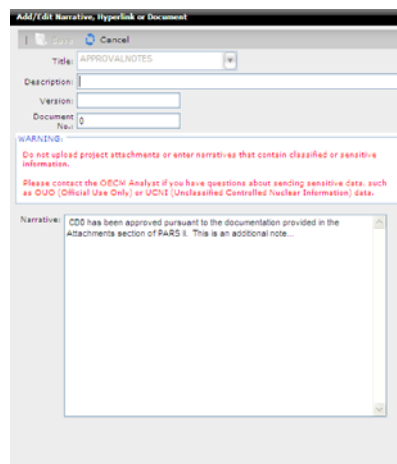 Add/Edit Narrative, Hyperlink or Document
Save Cancel
Title: APPROVALNOTES
Description:
Version:
Document
No.: 0
WARNING:
Do not upload project attachments or enter narratives that contain classified or sensitive
information.
Please contact the OECM Analyst if you have questions about sending sensitive data, such
as OUO (Official Use Only) or UCNI (Unclassified Controlled Nuclear Information) data.
Narrative: CD0 has been approved pursuant to the documentation provided in the
Attachments section of PARS II. This is an additional note...